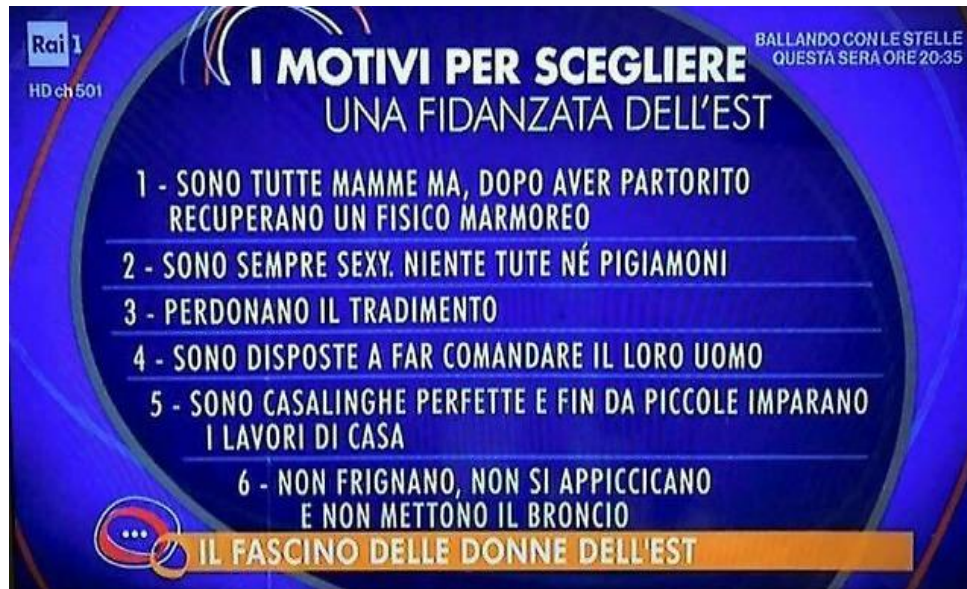 Rai 1
HD ch 501
BALLANDO CON LE STELLE
QUESTA SERA ORE 20:35
I MOTIVI PER SCEGLIERE
UNA FIDANZATA DELL'EST
1 - SONO TUTTE MAMME MA, DOPO AVER PARTORITO
RECUPERANO UN FISICO MARMOREO
2 - SONO SEMPRE SEXY. NIENTE TUTE NÉ PIGIAMONI
3 - PERDONANO IL TRADIMENTO
4 - SONO DISPOSTE A FAR COMANDARE IL LORO UOMO
5 - SONO CASALINGHE PERFETTE E FIN DA PICCOLE IMPARANO
I LAVORI DI CASA
6 - NON FRIGNANO, NON SI APPICCICANO
E NON METTONO IL BRONCIO
IL FASCINO DELLE DONNE DELL'EST